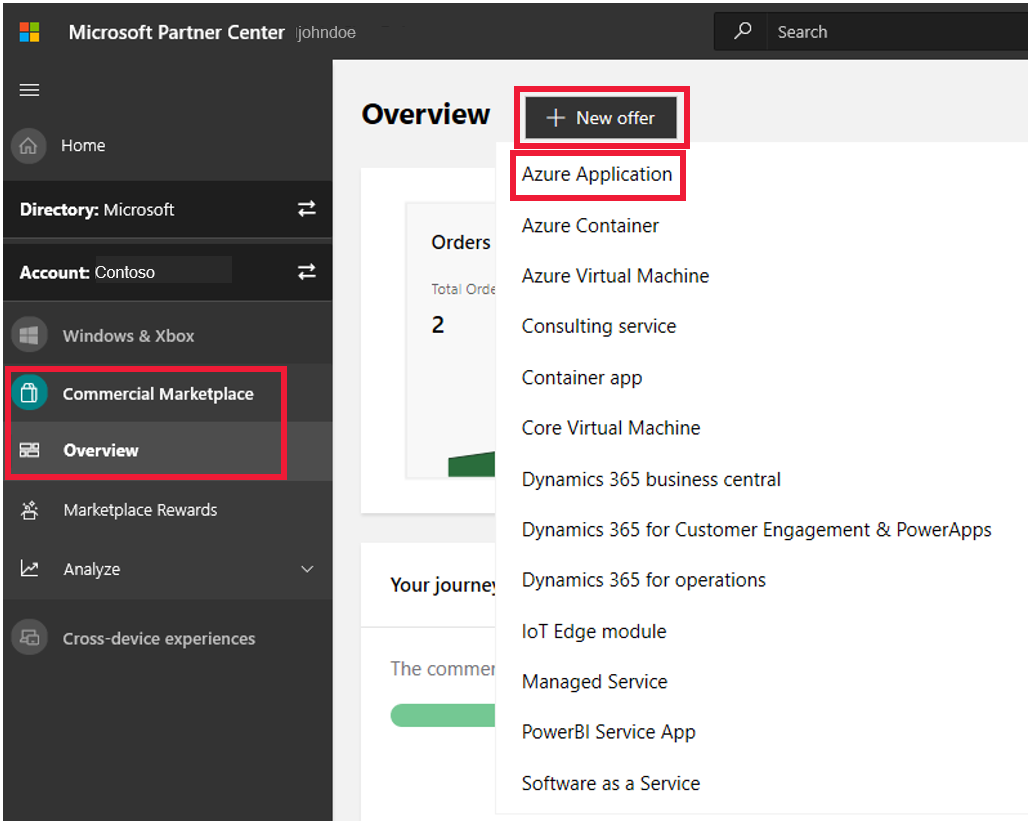 Microsoft Partner Center johndoe
Search
Home
Directory: Microsoft
Account: Contoso
Windows & Xbox
Commercial Marketplace
Overview
Marketplace Rewards
Analyze
Cross-device experiences
Overview
New offer
Azure Application
Azure Container
Azure Virtual Machine
Consulting service
Container app
Core Virtual Machine
Dynamics 365 business central
Dynamics 365 for Customer Engagement & PowerApps
Dynamics 365 for operations
IoT Edge module
Managed Service
PowerBI Service App
Software as a Service
Orders
Total Orde
2
Your journey
The commer